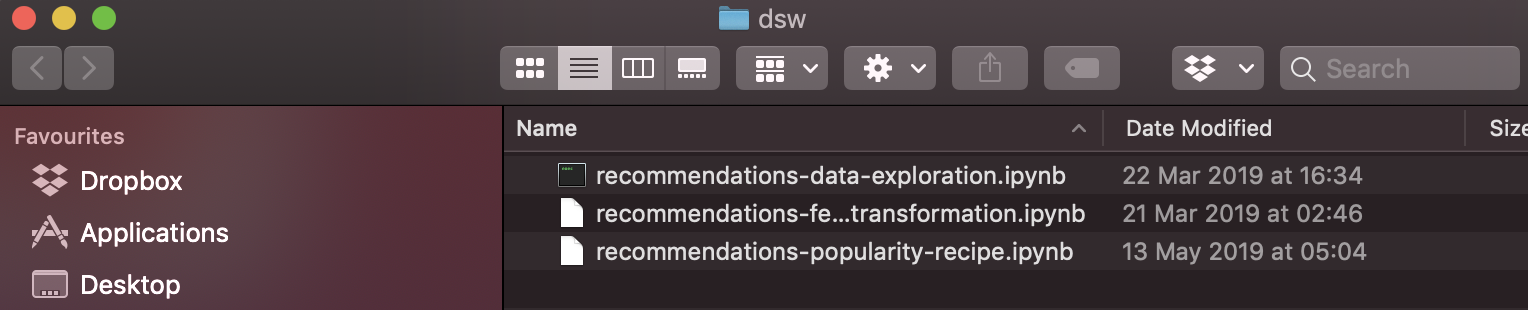 dsw
Search
Favourites
Dropbox
Applications
Desktop
Name Date Modified Size
recommendations-data-exploration.ipynb 22 Mar 2019 at 16:34
recommendations-fe...transformation.ipynb 21 Mar 2019 at 02:46
recommendations-popularity-recipe.ipynb 13 May 2019 at 05:04